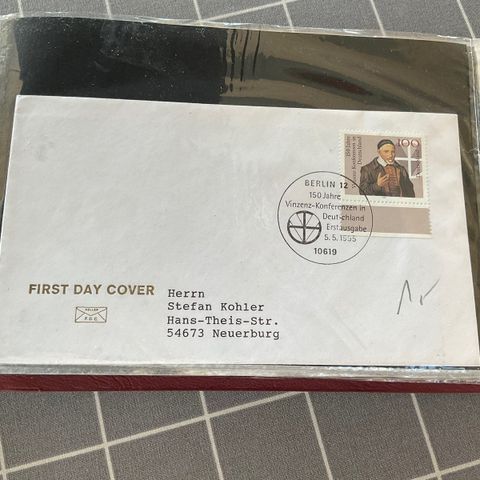 100
150 Jahre
Vinzenz-Konferenzen in
Deutschland
BERLIN 12
150 Jahre
Vinzenz-Konferenzen in
Deutschland
Erstausgabe
5.5.1995
10619
FIRST DAY COVER
Herrn
Stefan Kohler
Hans-Theis-Str.
54673 Neuerburg